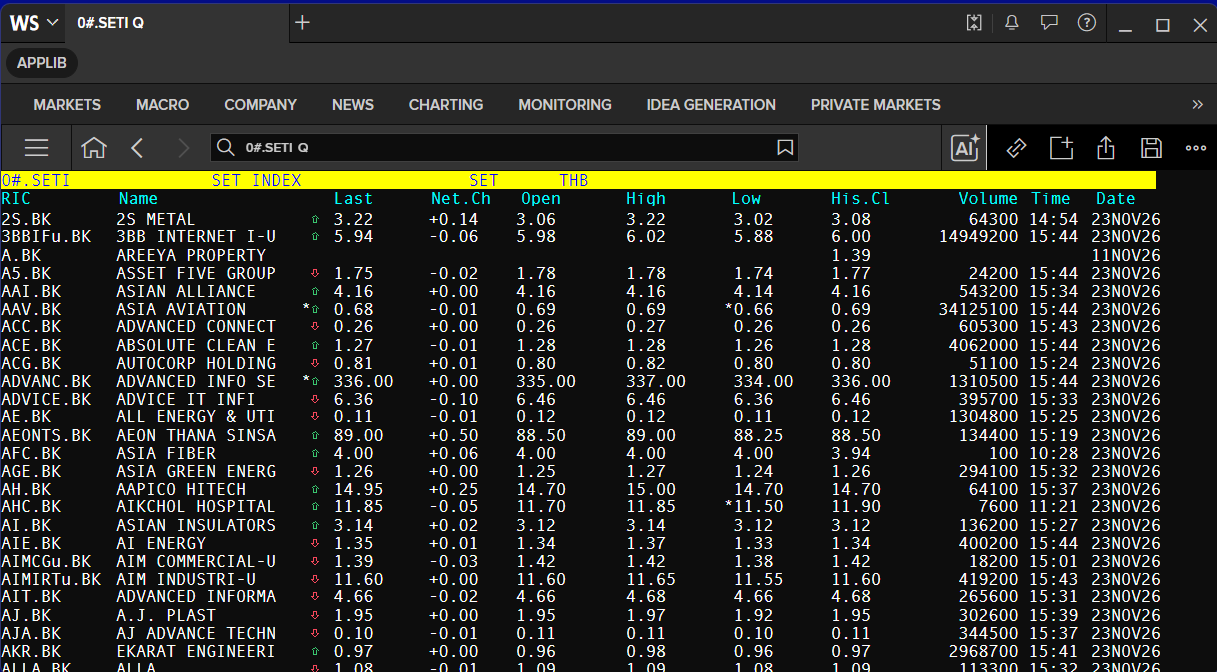 WS 0#.SETI Q
APPLIB
MARKETS MACRO COMPANY NEWS CHARTING MONITORING IDEA GENERATION PRIVATE MARKETS
0#.SETI Q AI
0#.SETI SET INDEX SET THB
RIC Name Last Net.Ch Open High Low His.Cl Volume Time Date
2S.BK 2S METAL ⇧ 3.22 +0.14 3.06 3.22 3.02 3.08 64300 14:54 23NOV26
3BBIFu.BK 3BB INTERNET I-U ⇧ 5.94 -0.06 5.98 6.02 5.88 6.00 14949200 15:44 23NOV26
A.BK AREEYA PROPERTY 1.39 11NOV26
A5.BK ASSET FIVE GROUP ⇩ 1.75 -0.02 1.78 1.78 1.74 1.77 24200 15:44 23NOV26
AAI.BK ASIAN ALLIANCE ⇧ 4.16 +0.00 4.16 4.16 4.14 4.16 543200 15:34 23NOV26
AAV.BK ASIA AVIATION *⇧ 0.68 -0.01 0.69 0.69 *0.66 0.69 34125100 15:44 23NOV26
ACC.BK ADVANCED CONNECT ⇩ 0.26 +0.00 0.26 0.27 0.26 0.26 605300 15:43 23NOV26
ACE.BK ABSOLUTE CLEAN E ⇧ 1.27 -0.01 1.28 1.28 1.26 1.28 4062000 15:44 23NOV26
ACG.BK AUTOCORP HOLDING ⇩ 0.81 +0.01 0.80 0.82 0.80 0.80 51100 15:24 23NOV26
ADVANC.BK ADVANCED INFO SE *⇧ 336.00 +0.00 335.00 337.00 334.00 336.00 1310500 15:44 23NOV26
ADVICE.BK ADVICE IT INFI ⇩ 6.36 -0.10 6.46 6.46 6.36 6.46 395700 15:33 23NOV26
AE.BK ALL ENERGY & UTI ⇩ 0.11 -0.01 0.12 0.12 0.11 0.12 1304800 15:25 23NOV26
AEONTS.BK AEON THANA SINSA ⇧ 89.00 +0.50 88.50 89.00 88.25 88.50 134400 15:19 23NOV26
AFC.BK ASIA FIBER ⇧ 4.00 +0.06 4.00 4.00 4.00 3.94 100 10:28 23NOV26
AGE.BK ASIA GREEN ENERG ⇩ 1.26 +0.00 1.25 1.27 1.24 1.26 294100 15:32 23NOV26
AH.BK AAPICO HITECH ⇧ 14.95 +0.25 14.70 15.00 14.70 14.70 64100 15:37 23NOV26
AHC.BK AIKCHOL HOSPITAL ⇧ 11.85 -0.05 11.70 11.85 *11.50 11.90 7600 11:21 23NOV26
AI.BK ASIAN INSULATORS ⇧ 3.14 +0.02 3.12 3.14 3.12 3.12 136200 15:27 23NOV26
AIE.BK AI ENERGY ⇩ 1.35 +0.01 1.34 1.37 1.33 1.34 400200 15:44 23NOV26
AIMCGu.BK AIM COMMERCIAL-U ⇩ 1.39 -0.03 1.42 1.42 1.38 1.42 18200 15:01 23NOV26
AIMIRTu.BK AIM INDUSTRI-U ⇩ 11.60 +0.00 11.60 11.65 11.55 11.60 419200 15:43 23NOV26
AIT.BK ADVANCED INFORMA ⇩ 4.66 -0.02 4.66 4.68 4.66 4.68 265600 15:31 23NOV26
AJ.BK A.J. PLAST ⇩ 1.95 +0.00 1.95 1.97 1.92 1.95 302600 15:39 23NOV26
AJA.BK AJ ADVANCE TECHN ⇩ 0.10 -0.01 0.11 0.11 0.10 0.11 344500 15:37 23NOV26
AKR.BK EKARAT ENGINEERI ⇧ 0.97 +0.00 0.96 0.98 0.96 0.97 2968700 15:41 23NOV26
ALLA.BK ALLA ⇩ 1.08 -0.01 1.09 1.09 1.08 1.09 113300 15:32 23NOV26